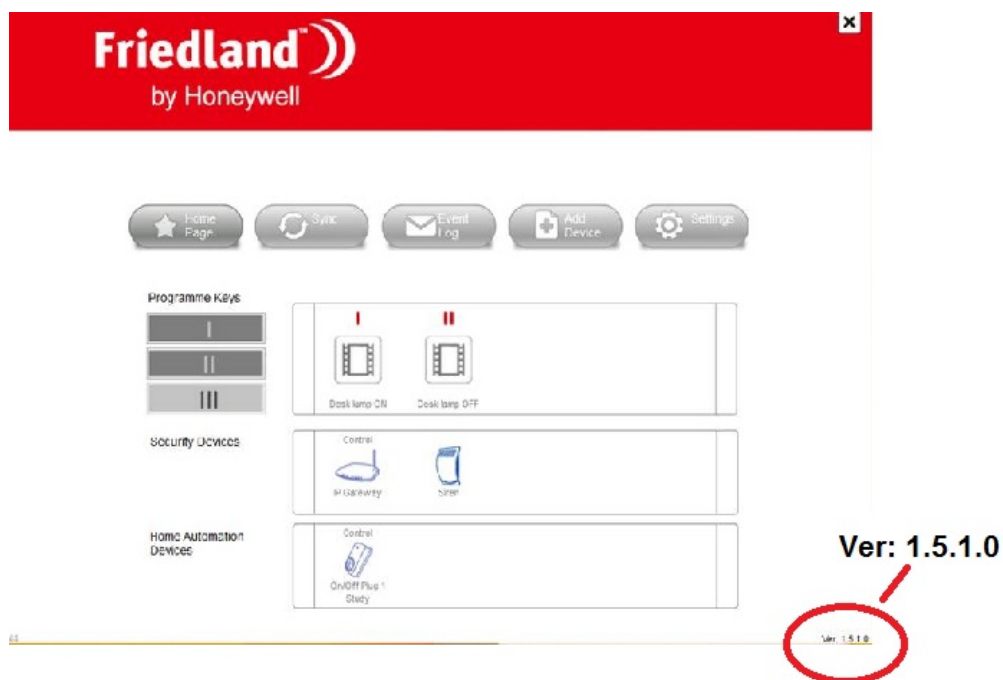 Friedland
by Honeywell
Home
Page
Sync
Event
Log
Add
Device
Settings
Programme Keys
I
II
III
I
II
Desk lamp ON
Desk lamp OFF
Security Devices
Control
IP Gateway
Siren
Home Automation
Devices
Control
On/Off Plug 1
Study
Ver: 1.5.1.0
Ver: 1.5.1.0